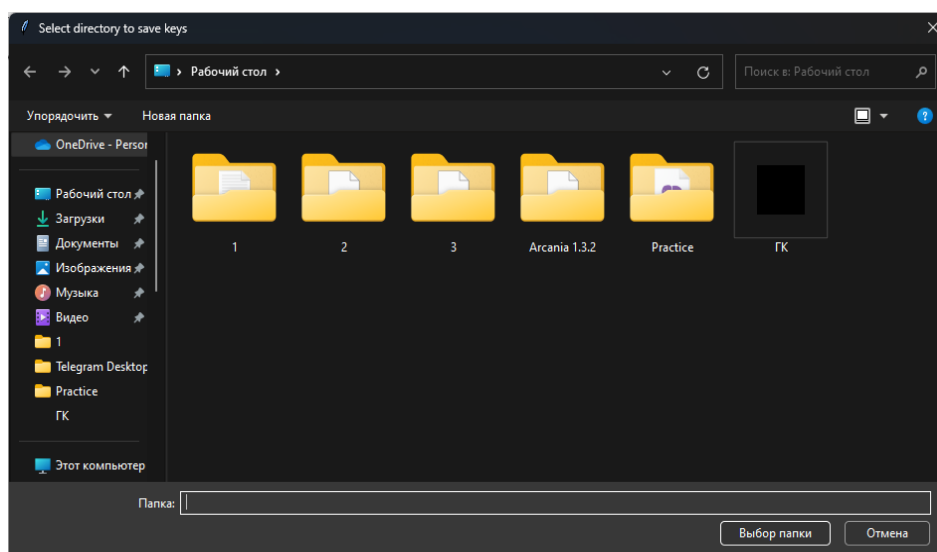 Select directory to save keys
Рабочий стол
Поиск в: Рабочий стол
Упорядочить
Новая папка
?
OneDrive - Persor
Рабочий стол
Загрузки
Документы
Изображения
Музыка
Видео
1
Telegram Desktop
Practice
ГК
Этот компьютер
1
2
3
Arcania 1.3.2
Practice
ГК
Папка:
Выбор папки
Отмена